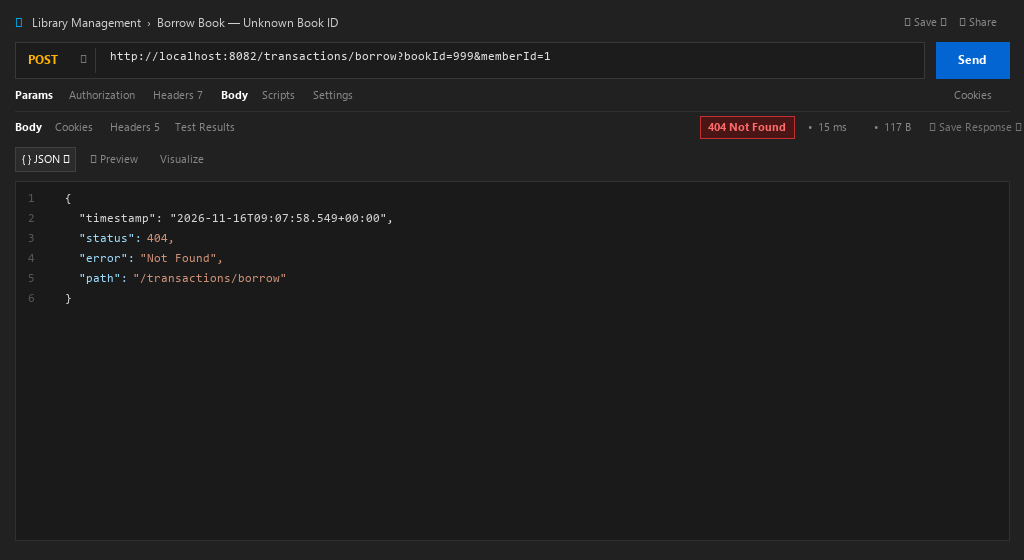 Library Management › Borrow Book — Unknown Book ID Save Share
POST http://localhost:8082/transactions/borrow?bookId=999&memberId=1 Send
Params Authorization Headers 7 Body Scripts Settings Cookies
Body Cookies Headers 5 Test Results 404 Not Found • 15 ms • 117 B Save Response
{ } JSON Preview Visualize
1 {
2 "timestamp": "2026-11-16T09:07:58.549+00:00",
3 "status": 404,
4 "error": "Not Found",
5 "path": "/transactions/borrow"
6 }